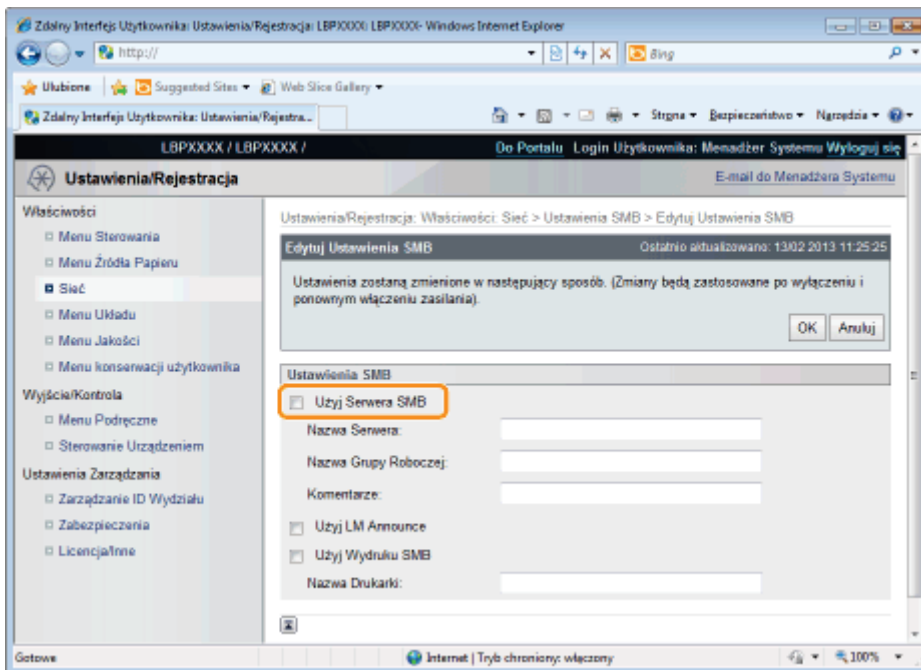 Zdalny Interfejs Użytkownika: Ustawienia/Rejestracja: LBPXXXX: LBPXXXX- Windows Internet Explorer
http://
Bing
Ulubione Suggested Sites Web Slice Gallery
Zdalny Interfejs Użytkownika: Ustawienia/Rejestra... Strona Bezpieczeństwo Narzędzia
LBPXXXX / LBPXXXX / Do Portalu Login Użytkownika: Menadżer Systemu Wyloguj się
Ustawienia/Rejestracja E-mail do Menadżera Systemu
Właściwości
Menu Sterowania
Menu Źródła Papieru
Sieć
Menu Układu
Menu Jakości
Menu konserwacji użytkownika
Wyjście/Kontrola
Menu Podręczne
Sterowanie Urządzeniem
Ustawienia Zarządzania
Zarządzanie ID Wydziału
Zabezpieczenia
Licencja/Inne
Ustawienia/Rejestracja: Właściwości: Sieć > Ustawienia SMB > Edytuj Ustawienia SMB
Edytuj Ustawienia SMB Ostatnio aktualizowano: 13/02 2013 11:25:25
Ustawienia zostaną zmienione w następujący sposób. (Zmiany będą zastosowane po wyłączeniu i
ponownym włączeniu zasilania).
OK Anuluj
Ustawienia SMB
Użyj Serwera SMB
Nazwa Serwera:
Nazwa Grupy Roboczej:
Komentarze:
Użyj LM Announce
Użyj Wydruku SMB
Nazwa Drukarki:
Gotowe Internet | Tryb chroniony: włączony 100%